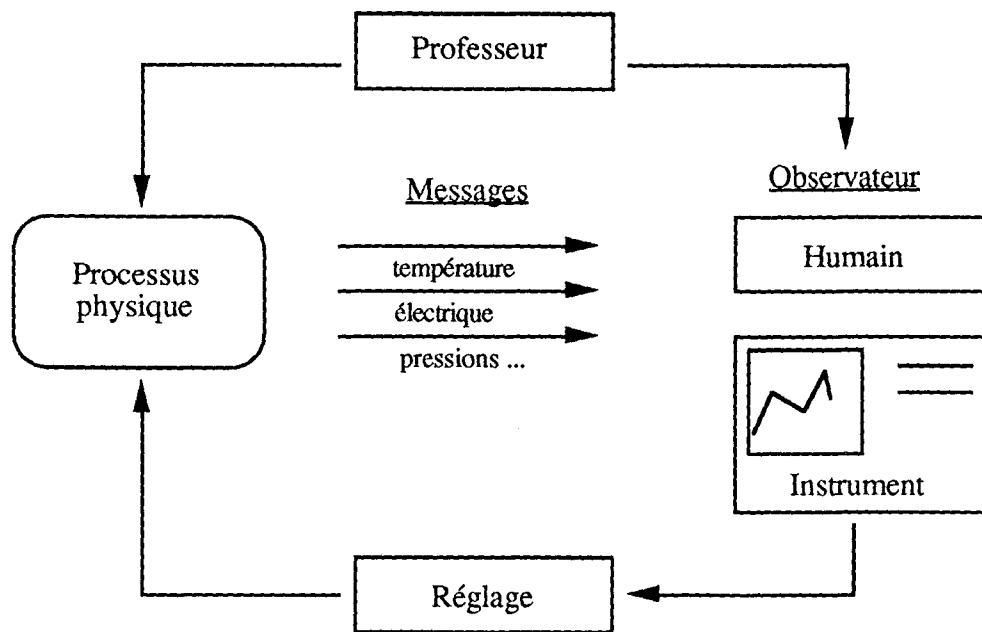 Professeur
Messages
Observateur
Processus
physique
température
électrique
pressions ...
Humain
Instrument
Réglage